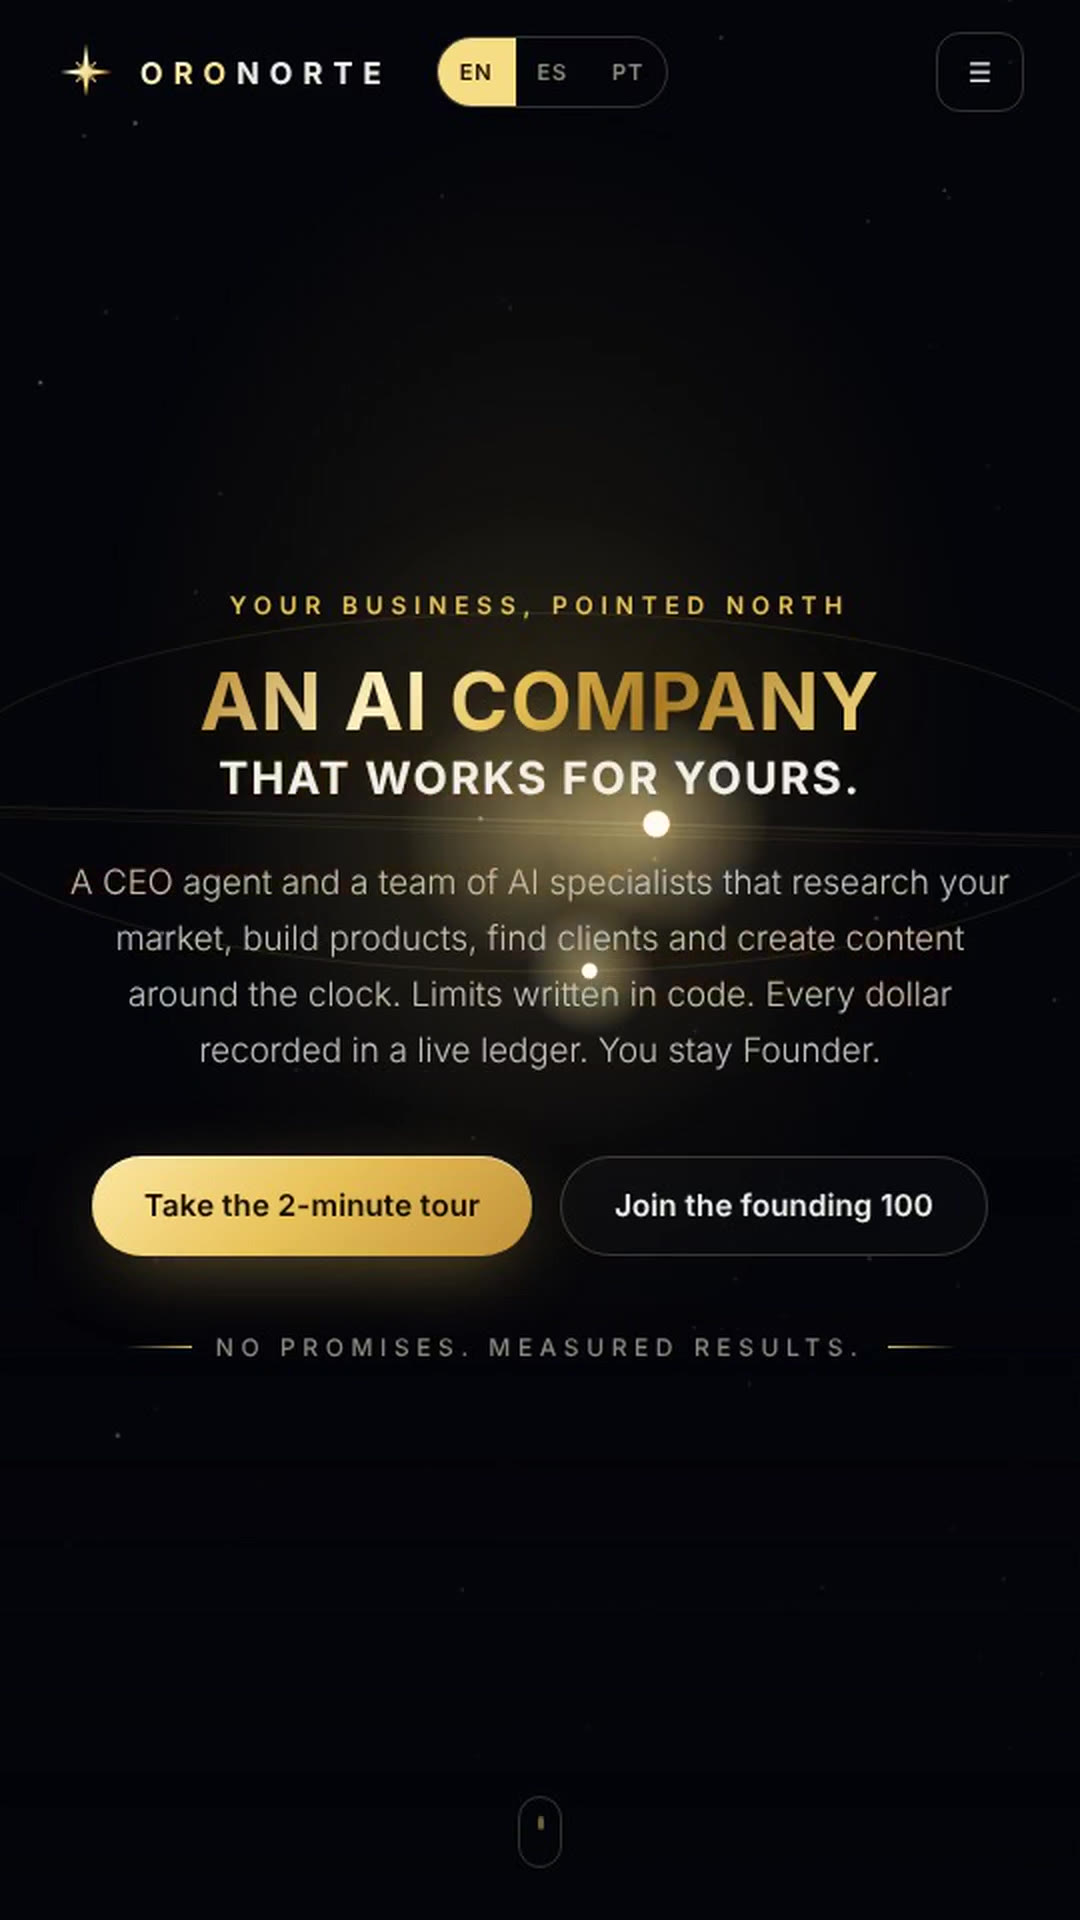 ORONORTE
EN ES PT
YOUR BUSINESS, POINTED NORTH
AN AI COMPANY
THAT WORKS FOR YOURS.
A CEO agent and a team of AI specialists that research your
market, build products, find clients and create content
around the clock. Limits written in code. Every dollar
recorded in a live ledger. You stay Founder.
Take the 2-minute tour
Join the founding 100
NO PROMISES. MEASURED RESULTS.